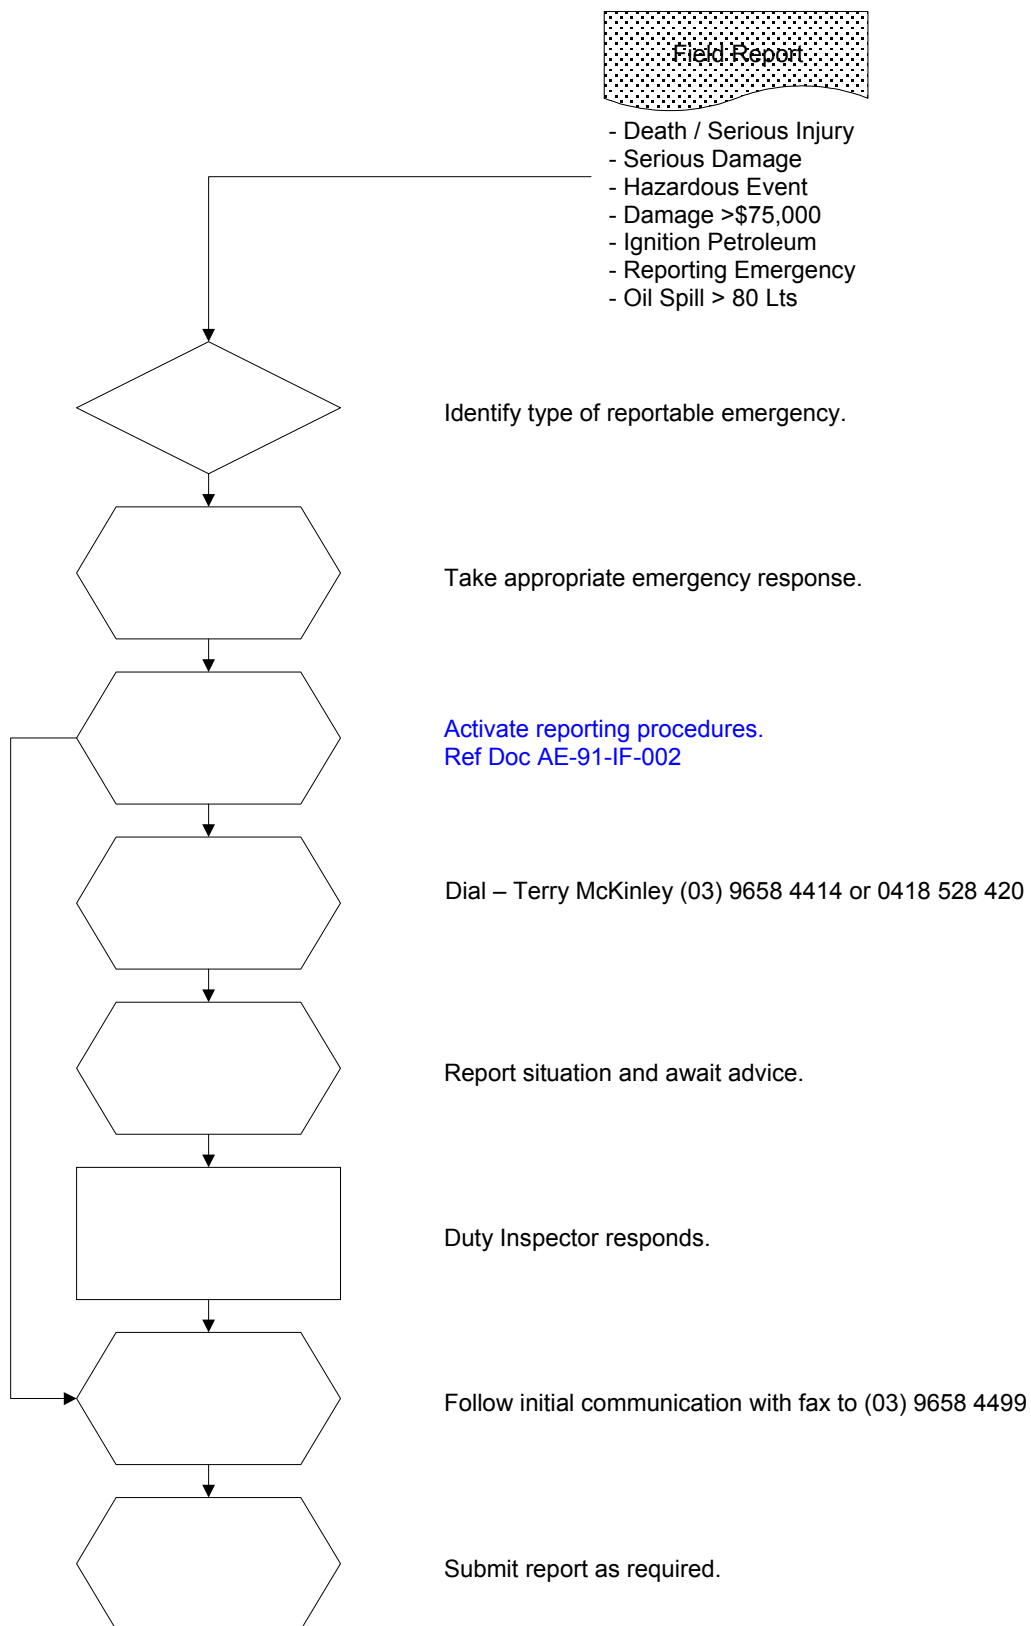 Field Report
- Death / Serious Injury
- Serious Damage
- Hazardous Event
- Damage >$75,000
- Ignition Petroleum
- Reporting Emergency
- Oil Spill > 80 Lts
Identify type of reportable emergency.
Take appropriate emergency response.
Activate reporting procedures.
Ref Doc AE-91-IF-002
Dial – Terry McKinley (03) 9658 4414 or 0418 528 420
Report situation and await advice.
Duty Inspector responds.
Follow initial communication with fax to (03) 9658 4499
Submit report as required.